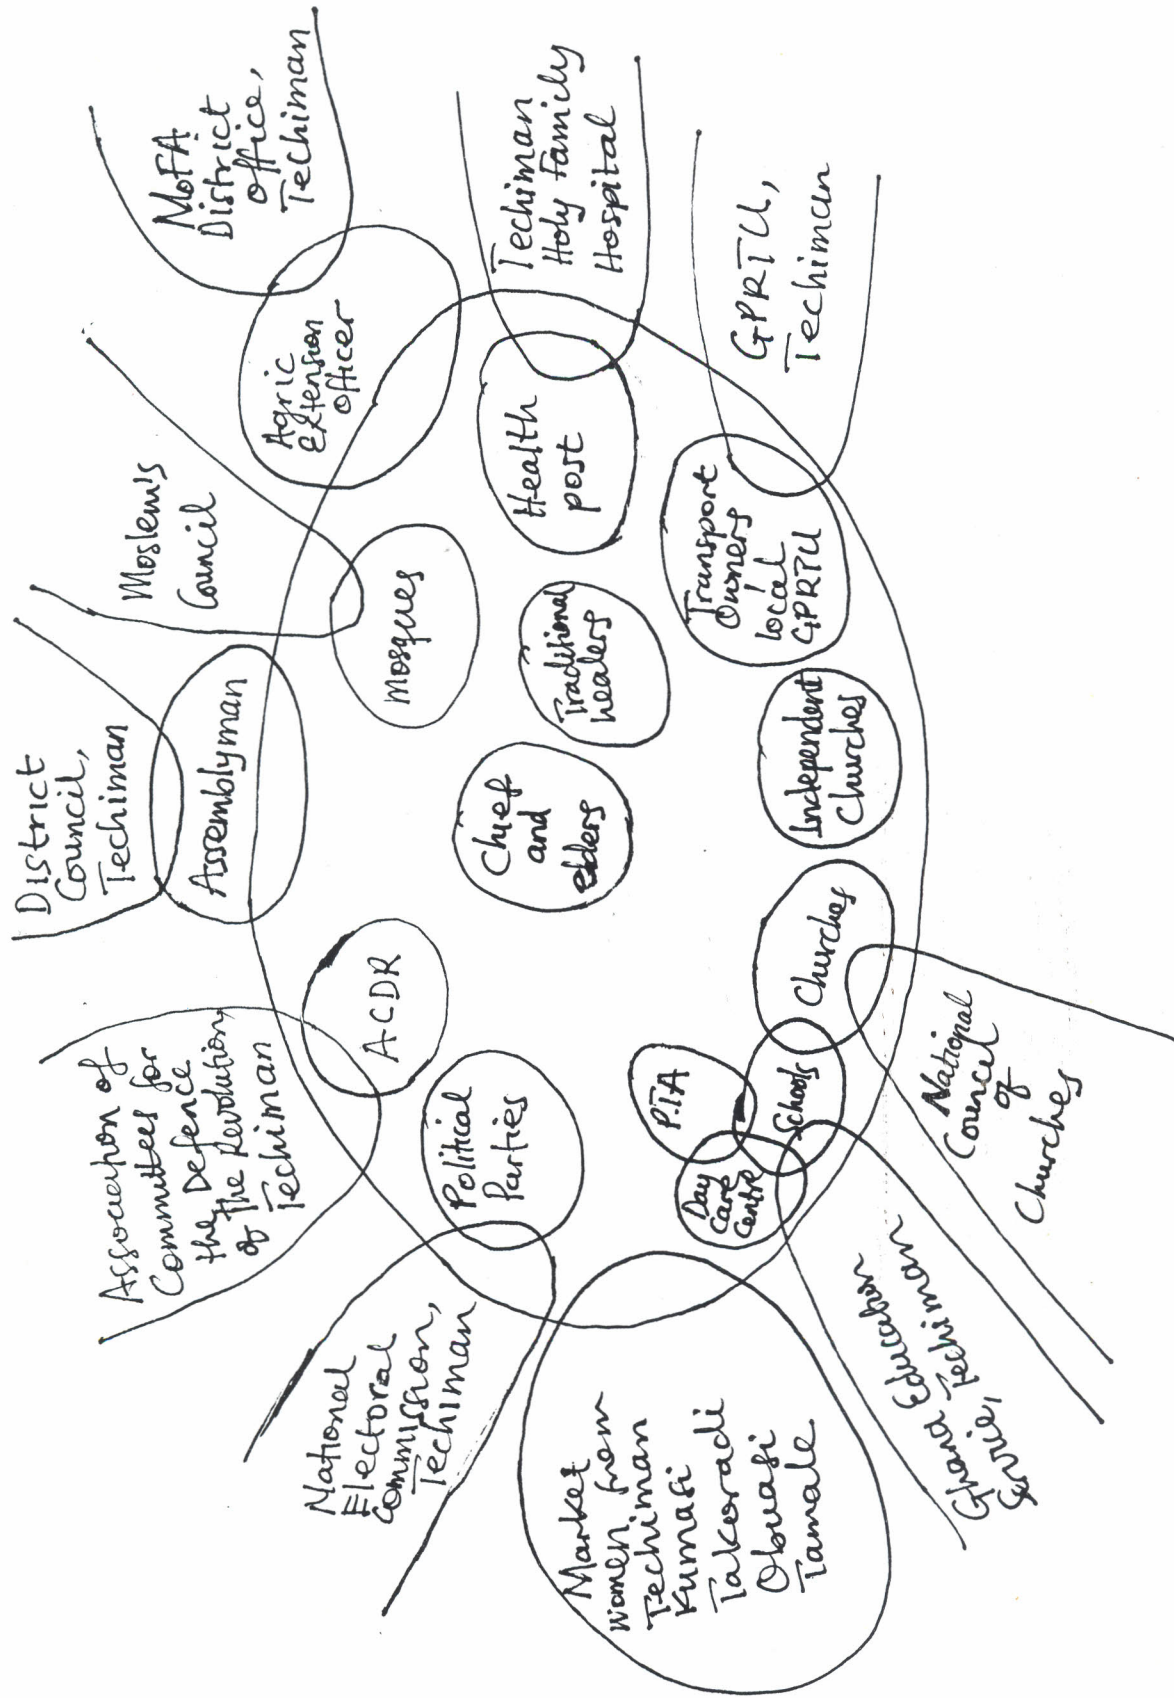 District
Council,
Techiman
Assemblyman
Moslem's
Council
Mosques
MoFA
District
office,
Techiman
Agric
Extension
officer
Association of
Committees for
the Defence
of the Revolution,
Techiman
A-CDR
National
Electoral
Commission,
Techiman
Political
Parties
Chief
and
elders
Traditional
healers
Health
post
Techiman
Holy Family
Hospital
Market
women from
Techiman
Kumasi
Takoradi
Obuasi
Tamale
P.T.A
Day
care
centre
Schools
Churches
Independent
Churches
Transport
Owners
local
GPRTU
GPRTU,
Techiman
Ghana Education
Service, Techiman
National
Council
of
Churches